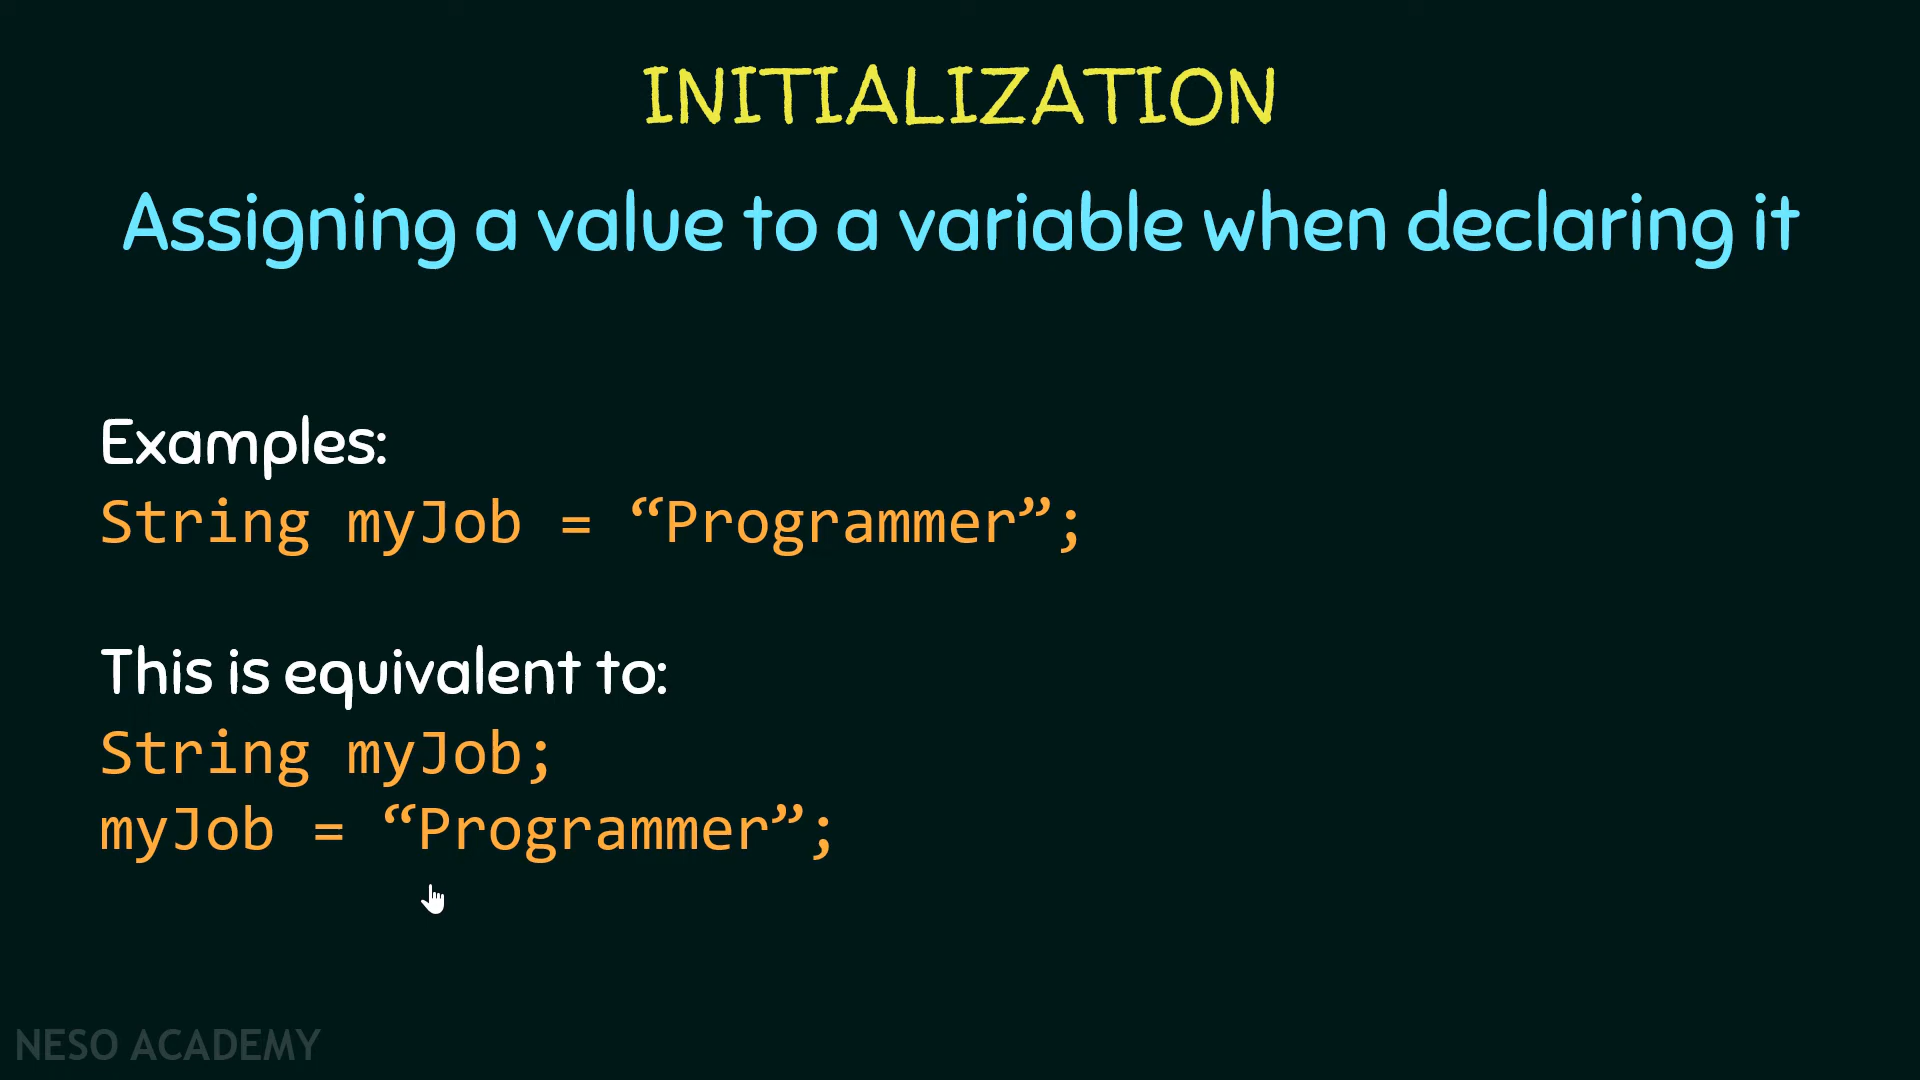 INITIALIZATION
Assigning a value to a variable when declaring it
Examples:
String myJob = “Programmer”;
This is equivalent to:
String myJob;
myJob = “Programmer”;
NESO ACADEMY